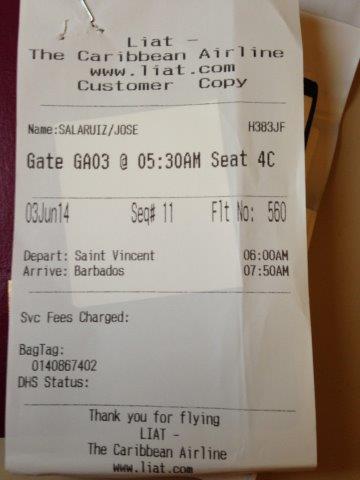 Liat -
The Caribbean Airline
www.liat.com
Customer Copy
Name:SALARUIZ/JOSE H383JF
Gate GA03 @ 05:30AM Seat 4C
03Jun14 Seq# 11 Flt No: 560
Depart: Saint Vincent 06:00AM
Arrive: Barbados 07:50AM
Svc Fees Charged:
BagTag:
0140867402
DHS Status:
Thank you for flying
LIAT -
The Caribbean Airline
www.liat.com